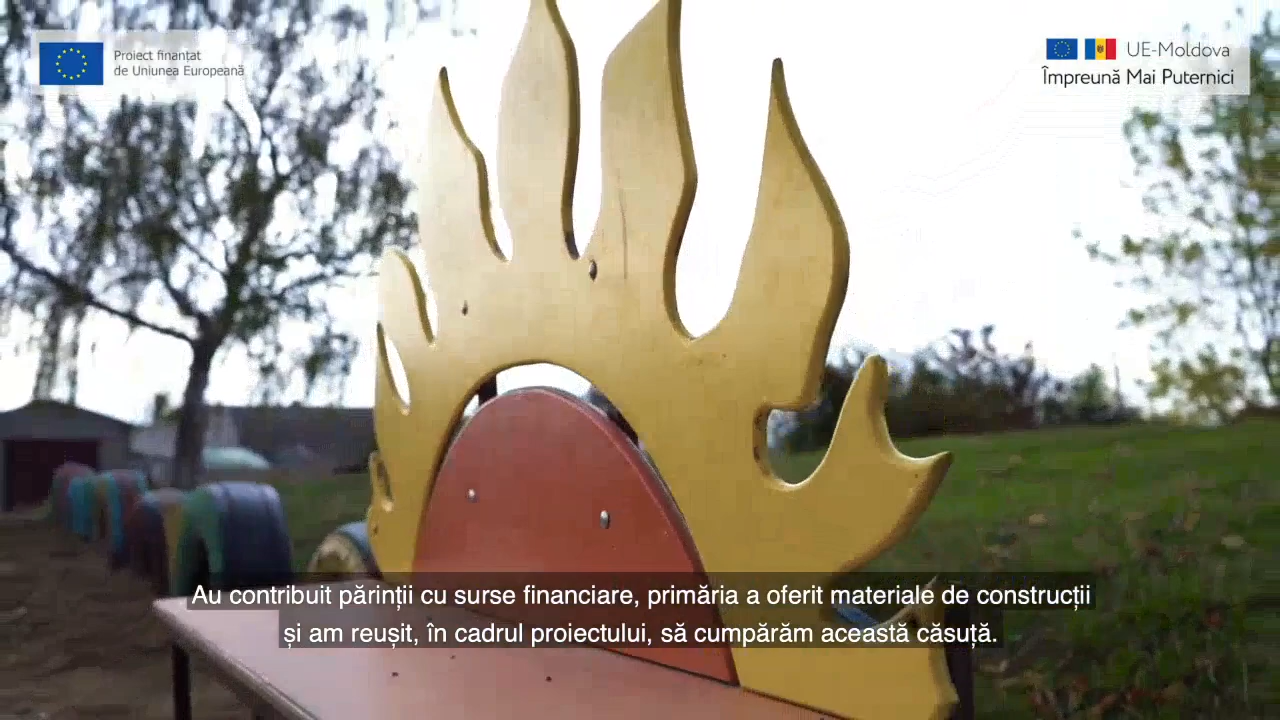 Proiect finanțat
de Uniunea Europeană
UE-Moldova
Împreună Mai Puternici
Au contribuit părinții cu surse financiare, primăria a oferit materiale de construcții
și am reușit, în cadrul proiectului, să cumpărăm această căsuță.